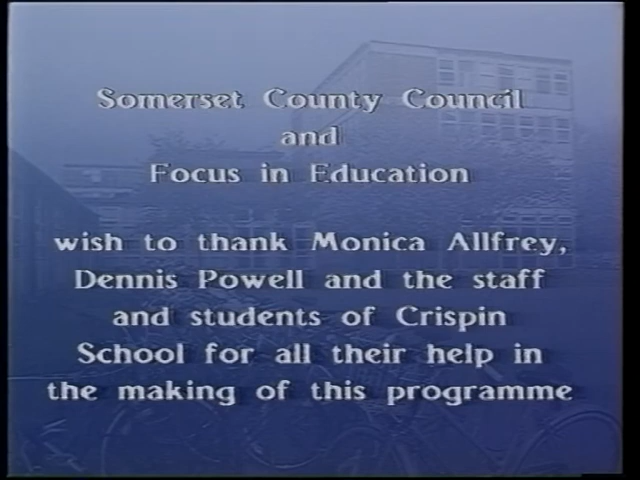 Somerset County Council
and
Focus in Education
wish to thank Monica Allfrey,
Dennis Powell and the staff
and students of Crispin
School for all their help in
the making of this programme